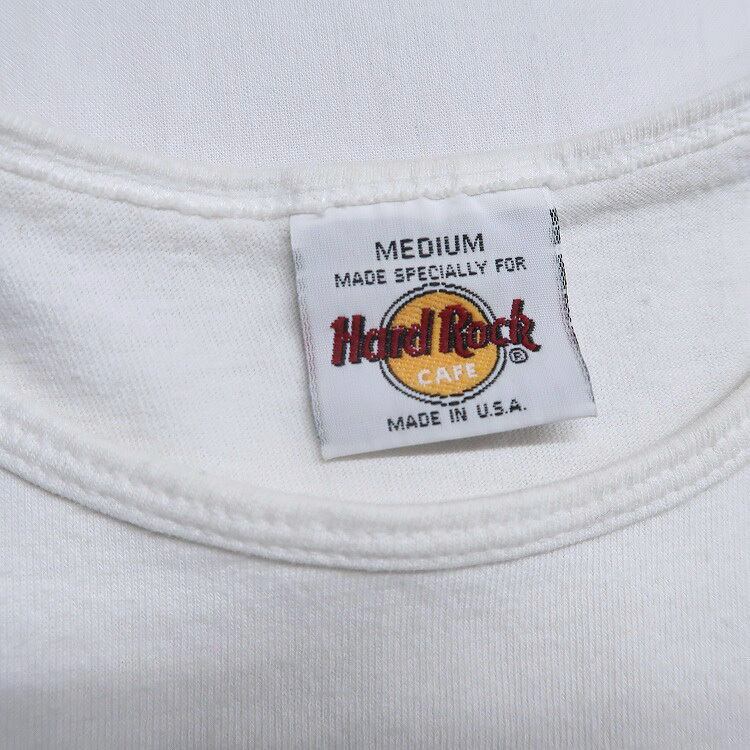 MEDIUM
MADE SPECIALLY FOR
Hard Rock
®
CAFE
MADE IN U.S.A.